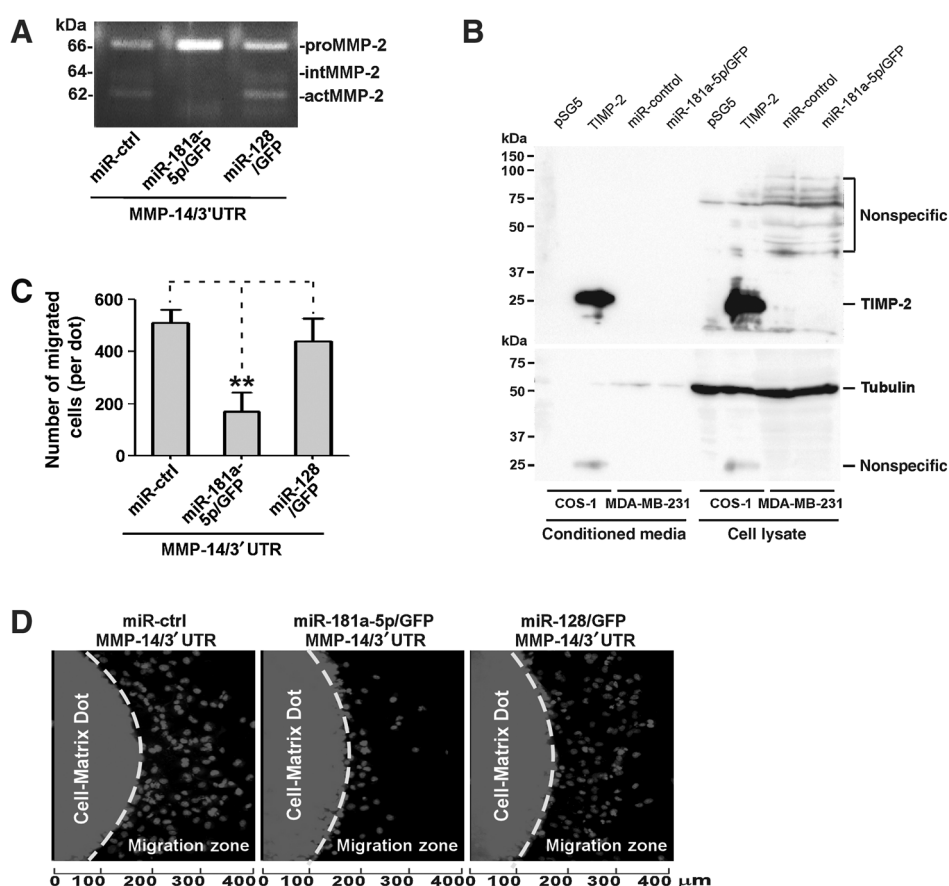 A
kDa
66-
64-
62-
-proMMP-2
-intMMP-2
-actMMP-2
miR-ctrl
miR-181a-
5p/GFP
miR-128
/GFP
MMP-14/3'UTR
B
pSG5
TIMP-2
miR-control
miR-181a-5p/GFP
pSG5
TIMP-2
miR-control
miR-181a-5p/GFP
kDa
150
100
75
50
37
25
Nonspecific
TIMP-2
kDa
75
50
37
25
Tubulin
Nonspecific
COS-1 MDA-MB-231 COS-1 MDA-MB-231
Conditioned media Cell lysate
C
Number of migrated
cells (per dot)
600
400
200
0
**
miR-ctrl
miR-181a-
5p/GFP
miR-128
/GFP
MMP-14/3′UTR
D
miR-ctrl
MMP-14/3′UTR
miR-181a-5p/GFP
MMP-14/3′UTR
miR-128/GFP
MMP-14/3′UTR
Cell-Matrix Dot
Migration zone
Cell-Matrix Dot
Migration zone
Cell-Matrix Dot
Migration zone
0 100 200 300 400 0 100 200 300 400 0 100 200 300 400 μm